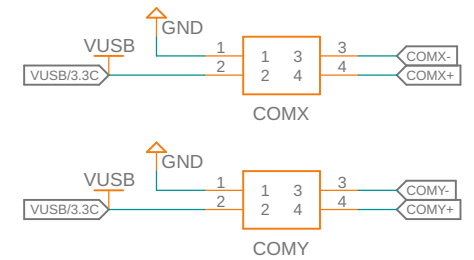 GND
VUSB
1 1 3 3 COMX-
VUSB/3.3C 2 2 4 4 COMX+
COMX
GND
VUSB
1 1 3 3 COMY-
VUSB/3.3C 2 2 4 4 COMY+
COMY